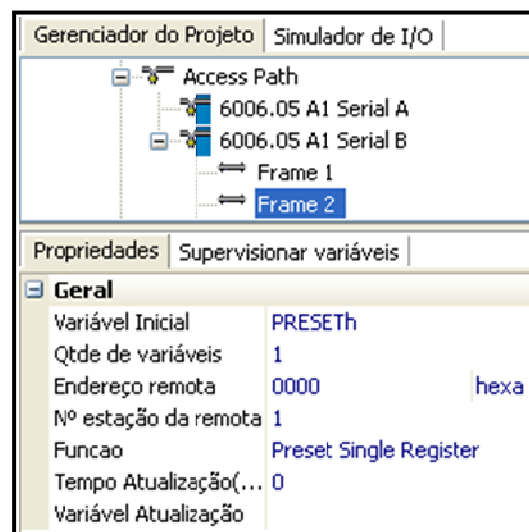 Gerenciador do Projeto Simulador de I/O
Access Path
6006.05 A1 Serial A
6006.05 A1 Serial B
Frame 1
Frame 2
Propriedades Supervisionar variáveis
Geral
Variável Inicial PRESETh
Qtde de variáveis 1
Endereço remota 0000 hexa
Nº estação da remota 1
Funcao Preset Single Register
Tempo Atualização(... 0
Variável Atualização